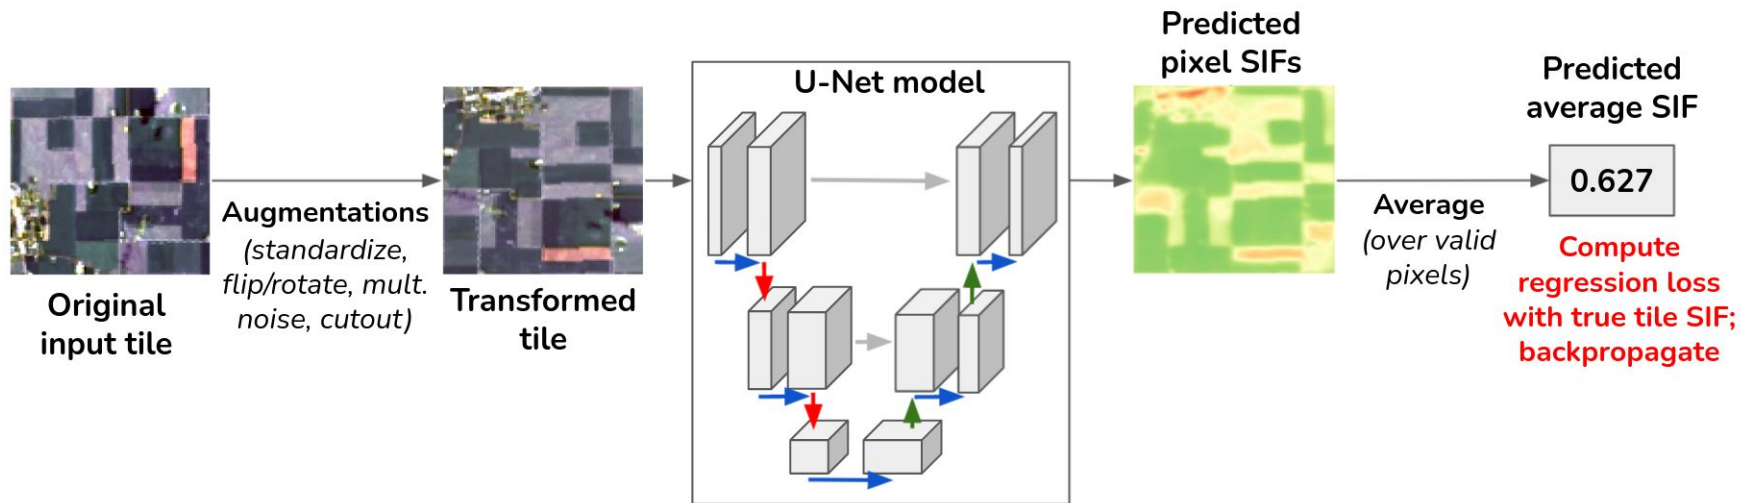 Original
input tile
Augmentations
(standardize,
flip/rotate, mult.
noise, cutout)
Transformed
tile
U-Net model
Predicted
pixel SIFs
Average
(over valid
pixels)
Predicted
average SIF
0.627
Compute
regression loss
with true tile SIF;
backpropagate